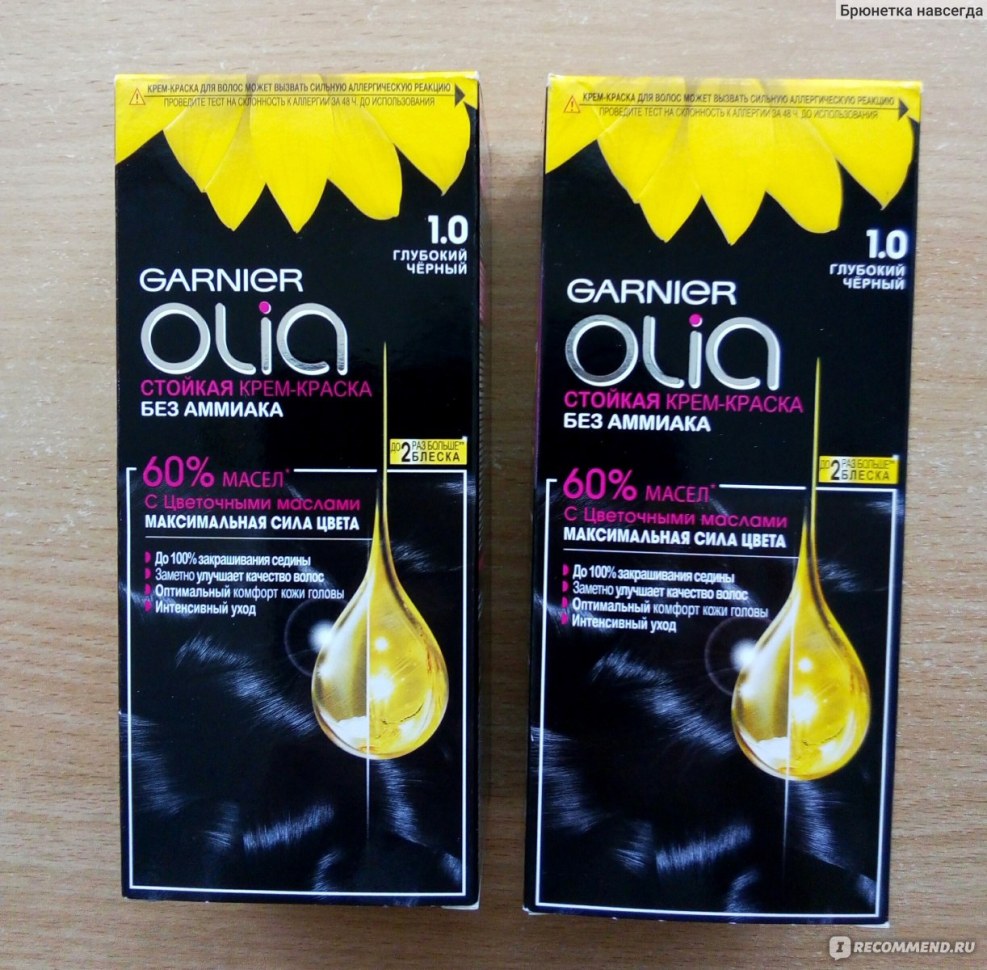 Брюнетка навсегда
КРЕМ-КРАСКА ДЛЯ ВОЛОС МОЖЕТ ВЫЗВАТЬ СИЛЬНУЮ АЛЛЕРГИЧЕСКУЮ РЕАКЦИЮ
ПРОВЕДИТЕ ТЕСТ НА СКЛОННОСТЬ К АЛЛЕРГИИ ЗА 48 Ч. ДО ИСПОЛЬЗОВАНИЯ
1.0
ГЛУБОКИЙ
ЧЁРНЫЙ
GARNIER
OLIA
СТОЙКАЯ КРЕМ-КРАСКА
БЕЗ АММИАКА
ДО 2 РАЗ БОЛЬШЕ**
БЛЕСКА
60% МАСЕЛ*
С Цветочными маслами
МАКСИМАЛЬНАЯ СИЛА ЦВЕТА
До 100% закрашивания седины
Заметно улучшает качество волос
Оптимальный комфорт кожи головы
Интенсивный уход
КРЕМ-КРАСКА ДЛЯ ВОЛОС МОЖЕТ ВЫЗВАТЬ СИЛЬНУЮ АЛЛЕРГИЧЕСКУЮ РЕАКЦИЮ
ПРОВЕДИТЕ ТЕСТ НА СКЛОННОСТЬ К АЛЛЕРГИИ ЗА 48 Ч. ДО ИСПОЛЬЗОВАНИЯ
1.0
ГЛУБОКИЙ
ЧЁРНЫЙ
GARNIER
OLIA
СТОЙКАЯ КРЕМ-КРАСКА
БЕЗ АММИАКА
ДО 2 РАЗ БОЛЬШЕ**
БЛЕСКА
60% МАСЕЛ*
С Цветочными маслами
МАКСИМАЛЬНАЯ СИЛА ЦВЕТА
До 100% закрашивания седины
Заметно улучшает качество волос
Оптимальный комфорт кожи головы
Интенсивный уход
I RECOMMEND.RU